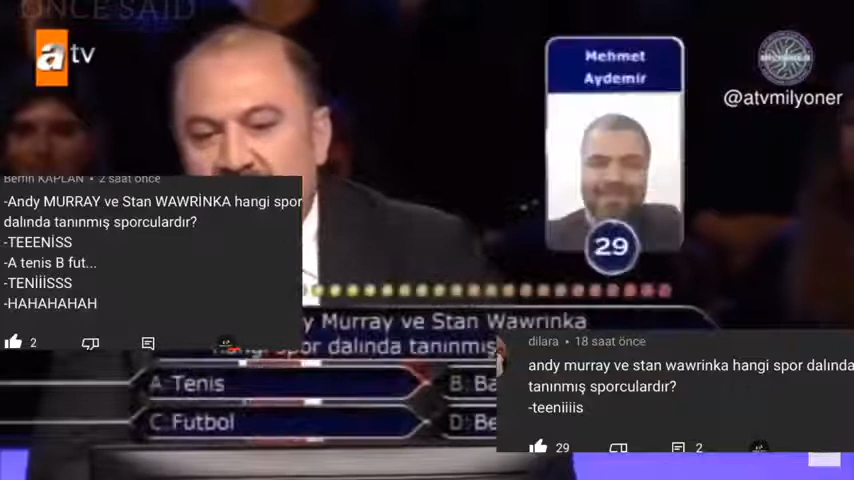 ONCE SAID
atv
Mehmet
Aydemir
@atvmilyoner
29
Berfin KAPLAN • 2 saat önce
-Andy MURRAY ve Stan WAWRİNKA hangi spor
dalında tanınmış sporculardır?
-TEEENİSS
-A tenis B fut...
-TENİİİSSS
-HAHAHAHAH
2
y Murray ve Stan Wawrinka
hangi spor dalında tanınmış
A: Tenis
B: Ba
C: Futbol
D: Be
dilara • 18 saat önce
andy murray ve stan wawrinka hangi spor dalında
tanınmış sporculardır?
-teeniiiis
29
2